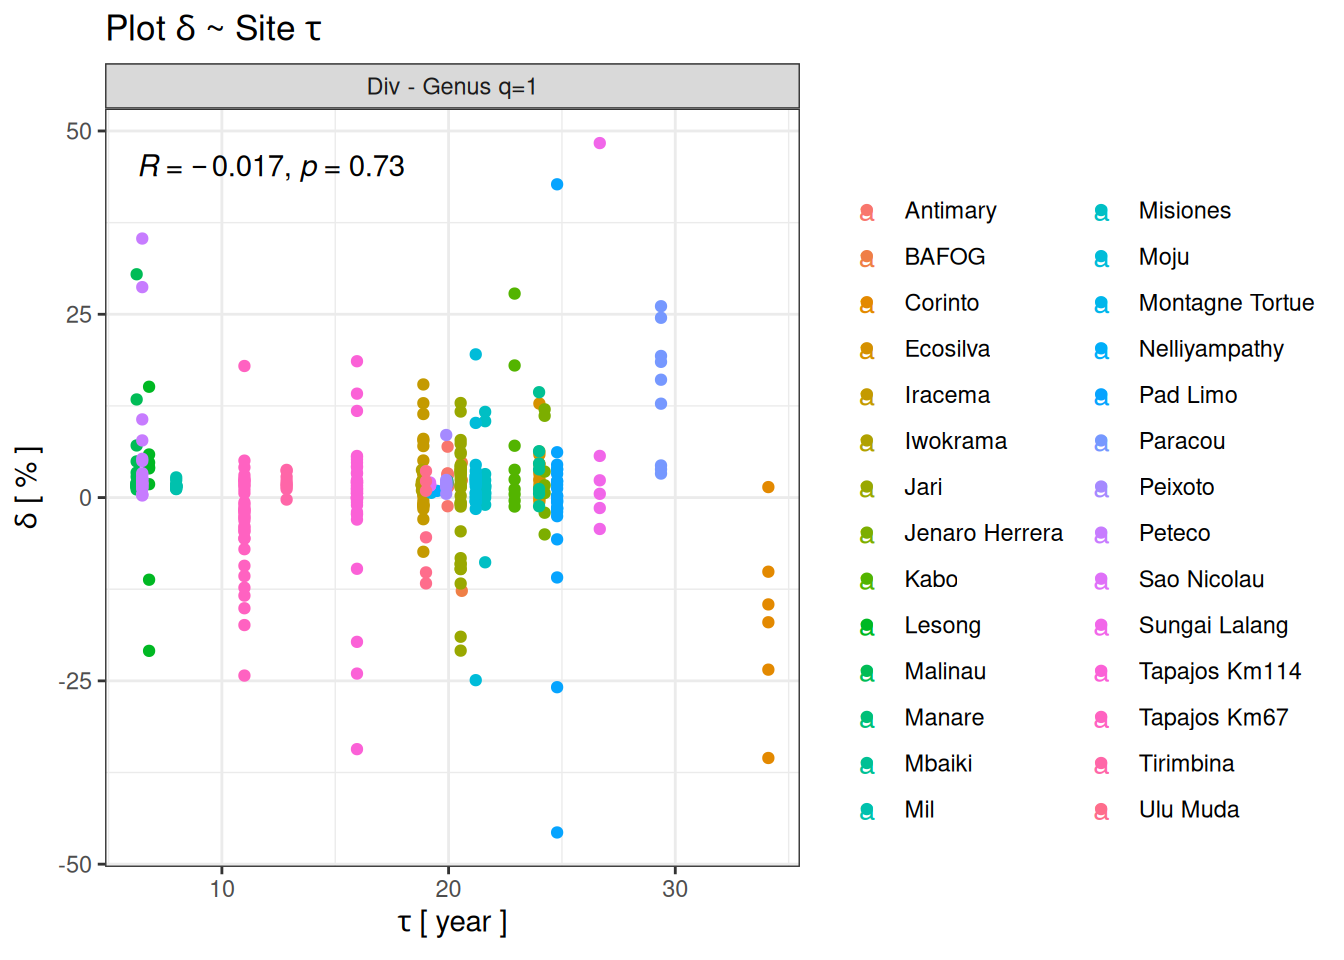 Plot δ ~ Site τ
Div - Genus q=1
R = −0.017, p = 0.73
50
25
0
-25
-50
δ [ % ]
10 20 30
τ [ year ]
a Antimary
a BAFOG
a Corinto
a Ecosilva
a Iracema
a Iwokrama
a Jari
a Jenaro Herrera
a Kabo
a Lesong
a Malinau
a Manare
a Mbaiki
a Mil
a Misiones
a Moju
a Montagne Tortue
a Nelliyampathy
a Pad Limo
a Paracou
a Peixoto
a Peteco
a Sao Nicolau
a Sungai Lalang
a Tapajos Km114
a Tapajos Km67
a Tirimbina
a Ulu Muda